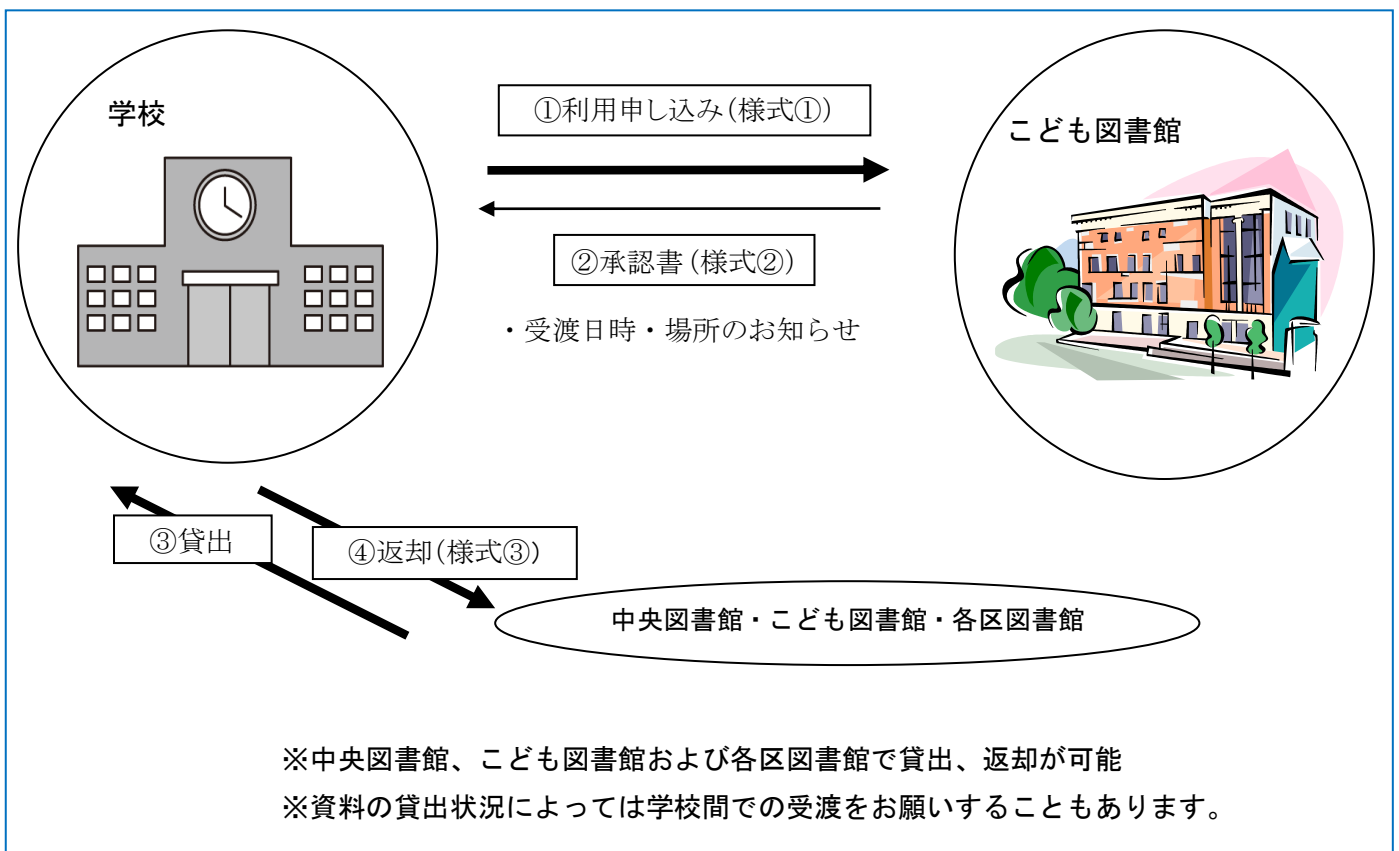 学校
①利用申し込み(様式①)
こども図書館
②承認書(様式②)
・受渡日時・場所のお知らせ
③貸出
④返却(様式③)
中央図書館・こども図書館・各区図書館
※中央図書館、こども図書館および各区図書館で貸出、返却が可能
※資料の貸出状況によっては学校間での受渡をお願いすることもあります。